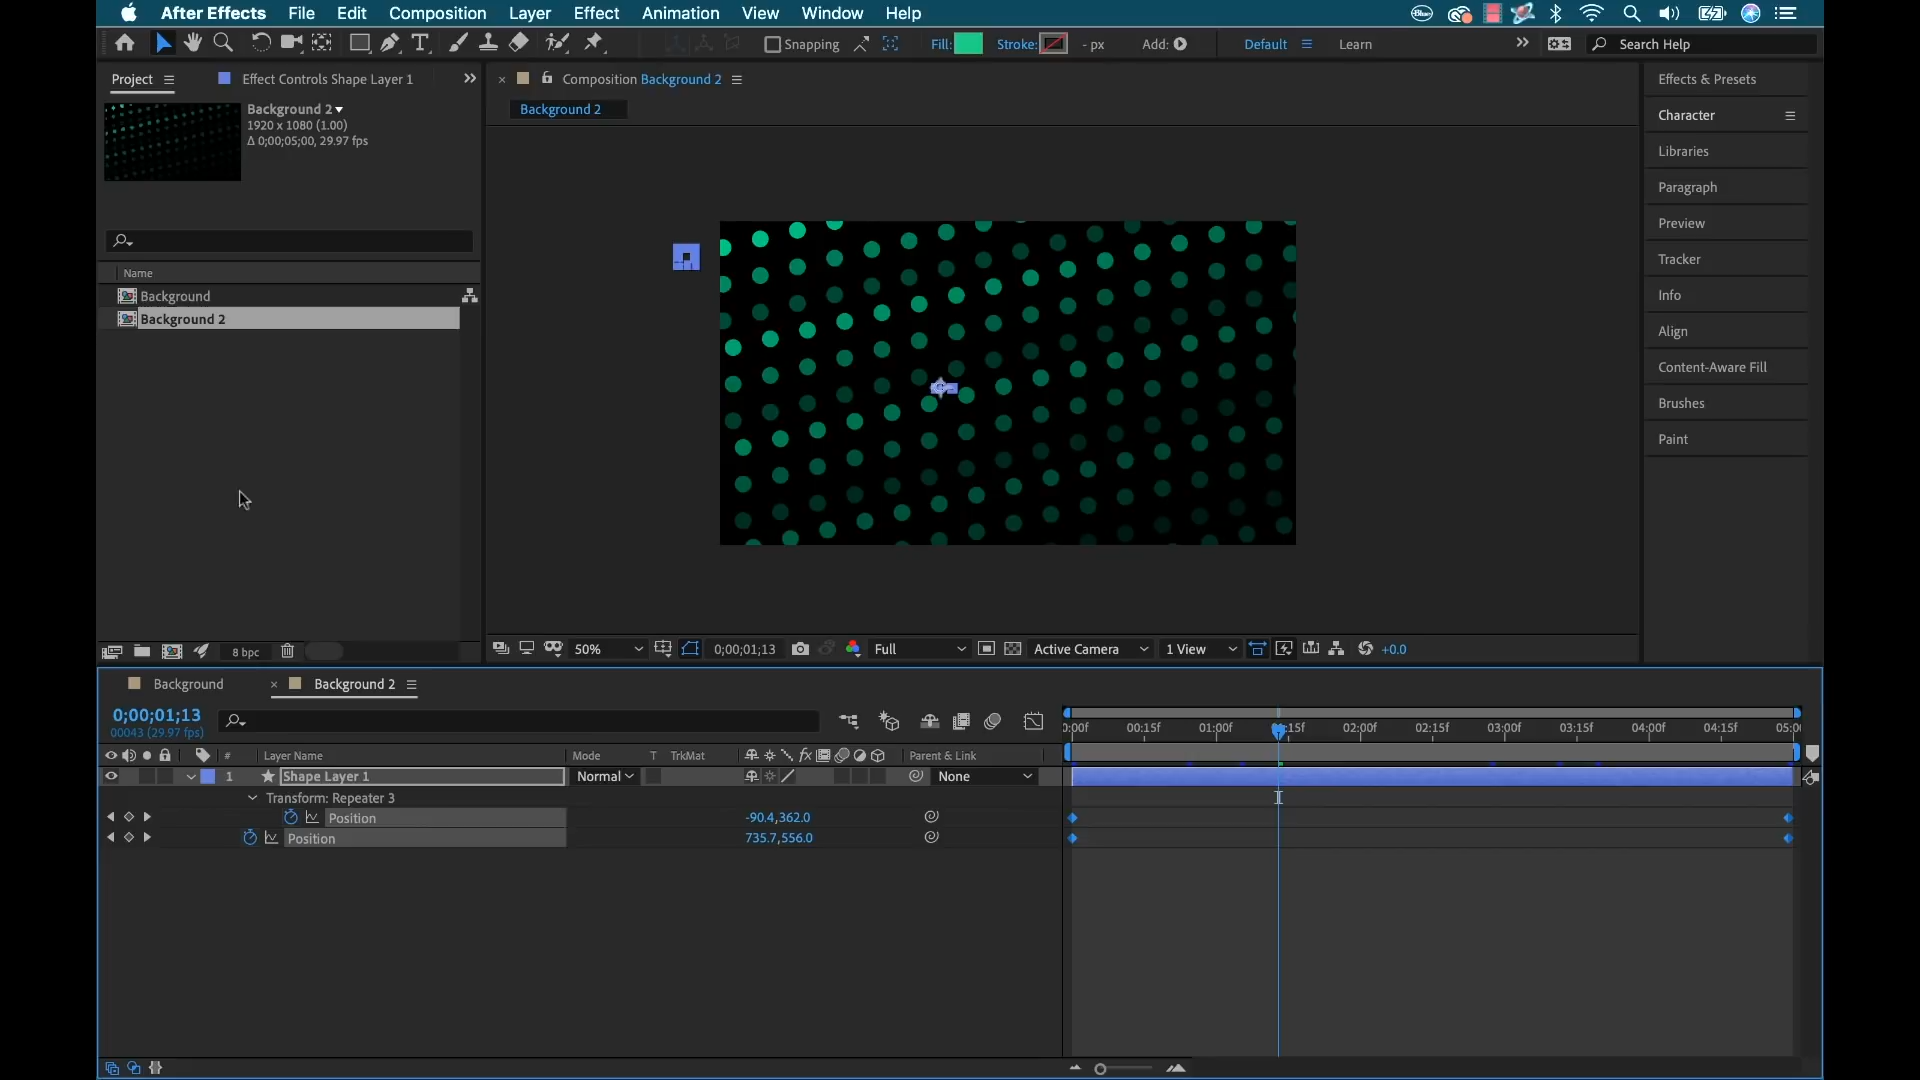 After Effects File Edit Composition Layer Effect Animation View Window Help
Snapping Fill: Stroke: - px Add: Default Learn Search Help
Project Effect Controls Shape Layer 1 Composition Background 2 Effects & Presets
Background 2
1920 x 1080 (1.00)
Δ 0;00;05;00, 29.97 fps
Background 2
Character
Libraries
Paragraph
Preview
Tracker
Info
Align
Content-Aware Fill
Brushes
Paint
Name
Background
Background 2
8 bpc 50% 0;00;01;13 Full Active Camera 1 View +0.0
Background Background 2
0;00;01;13
00043 (29.97 fps)
:00f 00:15f 01:00f :15f 02:00f 02:15f 03:00f 03:15f 04:00f 04:15f 05:0
# Layer Name Mode T TrkMat fx Parent & Link
1 Shape Layer 1 Normal None
Transform: Repeater 3
Position -90.4,362.0
Position 735.7,556.0